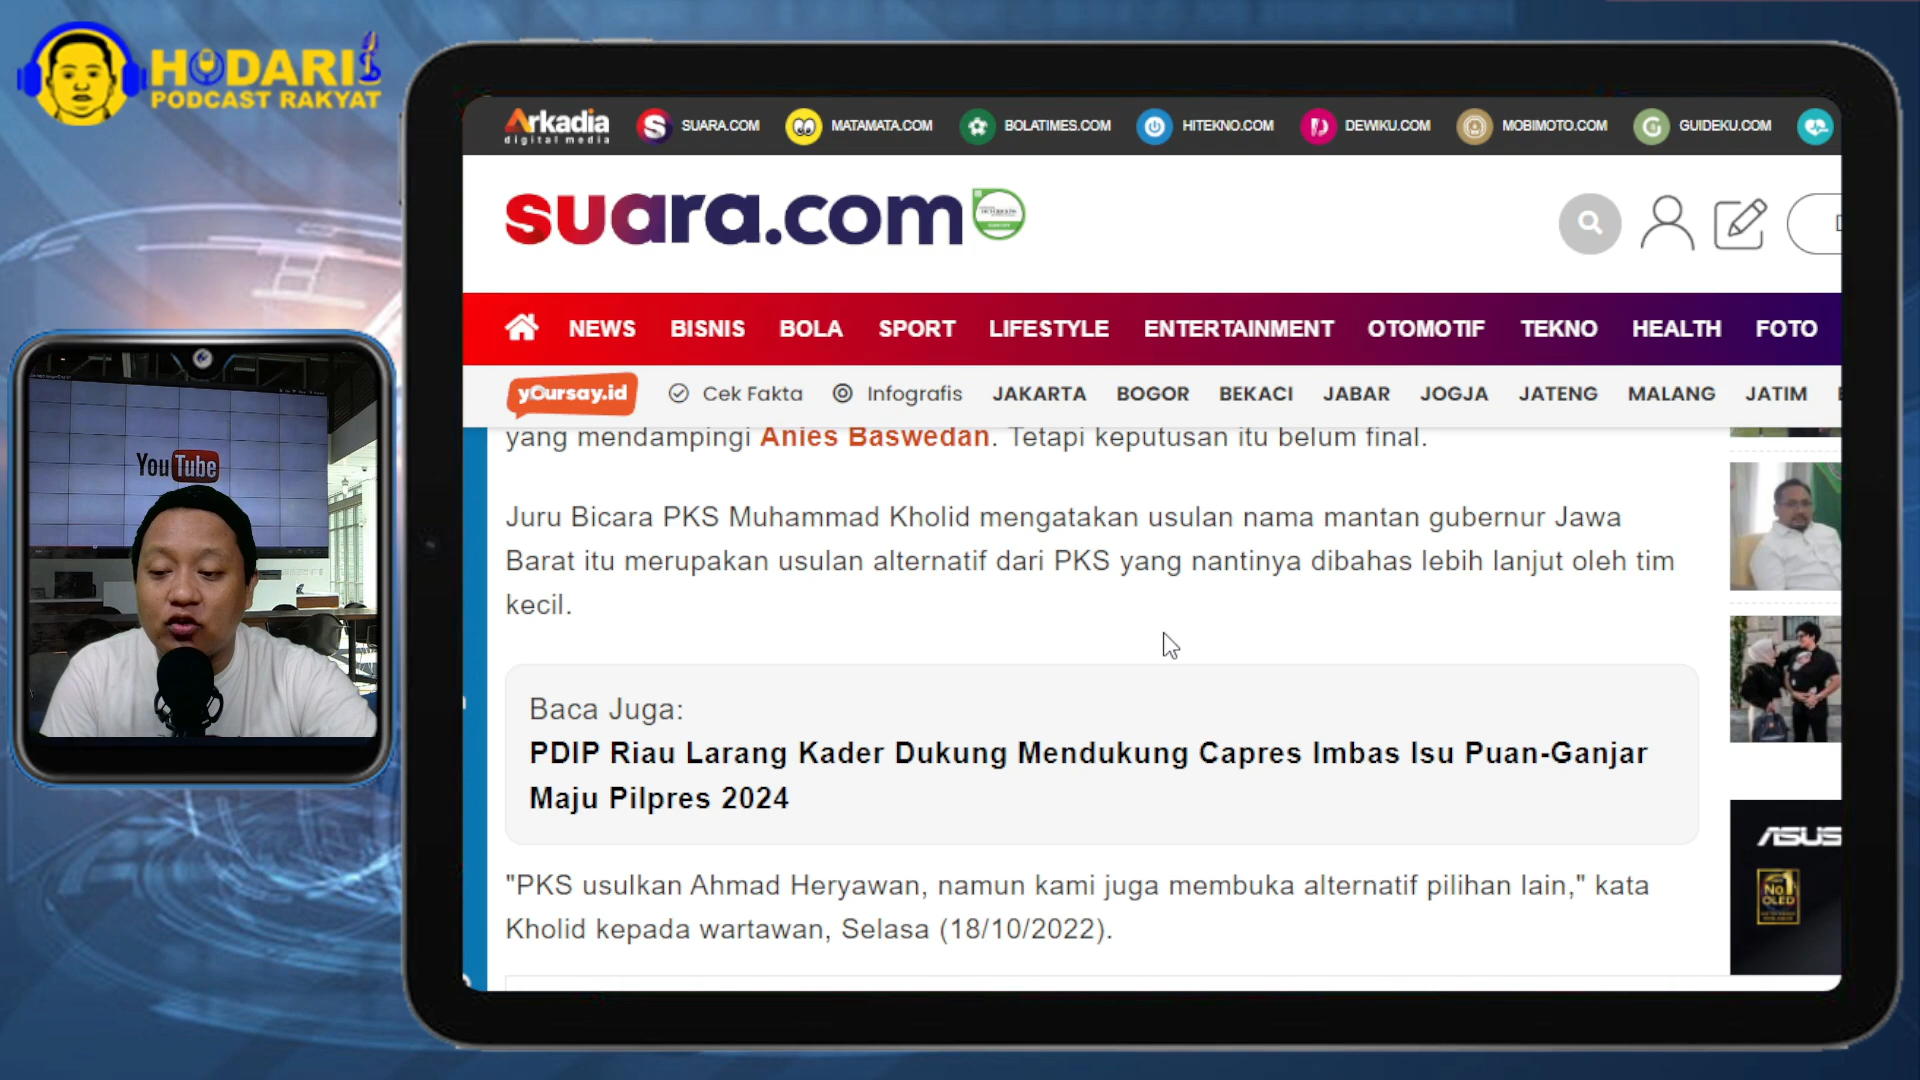 HODARI
PODCAST RAKYAT
Arkadia
digital media
SUARA.COM
MATAMATA.COM
BOLATIMES.COM
HITEKNO.COM
DEWIKU.COM
MOBIMOTO.COM
GUIDEKU.COM
suara.com
NEWS BISNIS BOLA SPORT LIFESTYLE ENTERTAINMENT OTOMOTIF TEKNO HEALTH FOTO
yoursay.id Cek Fakta Infografis JAKARTA BOGOR BEKACI JABAR JOGJA JATENG MALANG JATIM
yang mendampingi Anies Baswedan. Tetapi keputusan itu belum final.
Juru Bicara PKS Muhammad Kholid mengatakan usulan nama mantan gubernur Jawa
Barat itu merupakan usulan alternatif dari PKS yang nantinya dibahas lebih lanjut oleh tim
kecil.
Baca Juga:
PDIP Riau Larang Kader Dukung Mendukung Capres Imbas Isu Puan-Ganjar
Maju Pilpres 2024
"PKS usulkan Ahmad Heryawan, namun kami juga membuka alternatif pilihan lain," kata
Kholid kepada wartawan, Selasa (18/10/2022).
ASUS
No.1
OLED
YouTube